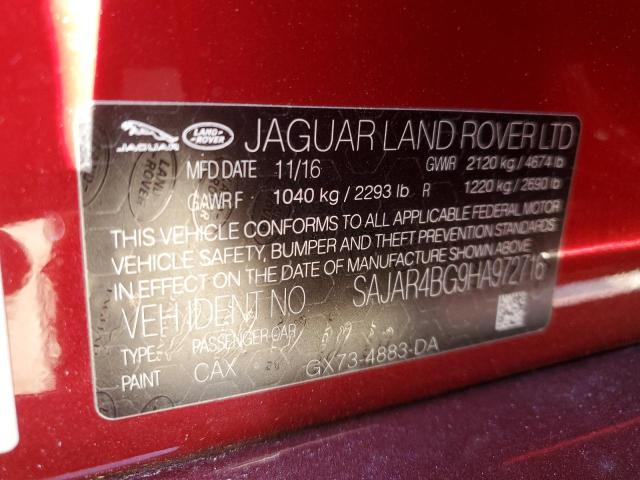 JAGUAR LAND-ROVER JAGUAR LAND ROVER LTD
MFD DATE 11/16 GWR 2120 kg / 4674 lb
GAWR F 1040 kg / 2293 lb R 1220 kg / 2690 lb
THIS VEHICLE CONFORMS TO ALL APPLICABLE FEDERAL MOTOR
VEHICLE SAFETY, BUMPER AND THEFT PREVENTION STANDARDS
IN EFFECT ON THE DATE OF MANUFACTURE SHOWN ABOVE.
VEH IDENT NO SAJAR4BG9HA972716
TYPE: PASSENGER CAR
PAINT CAX GX73-4883-DA